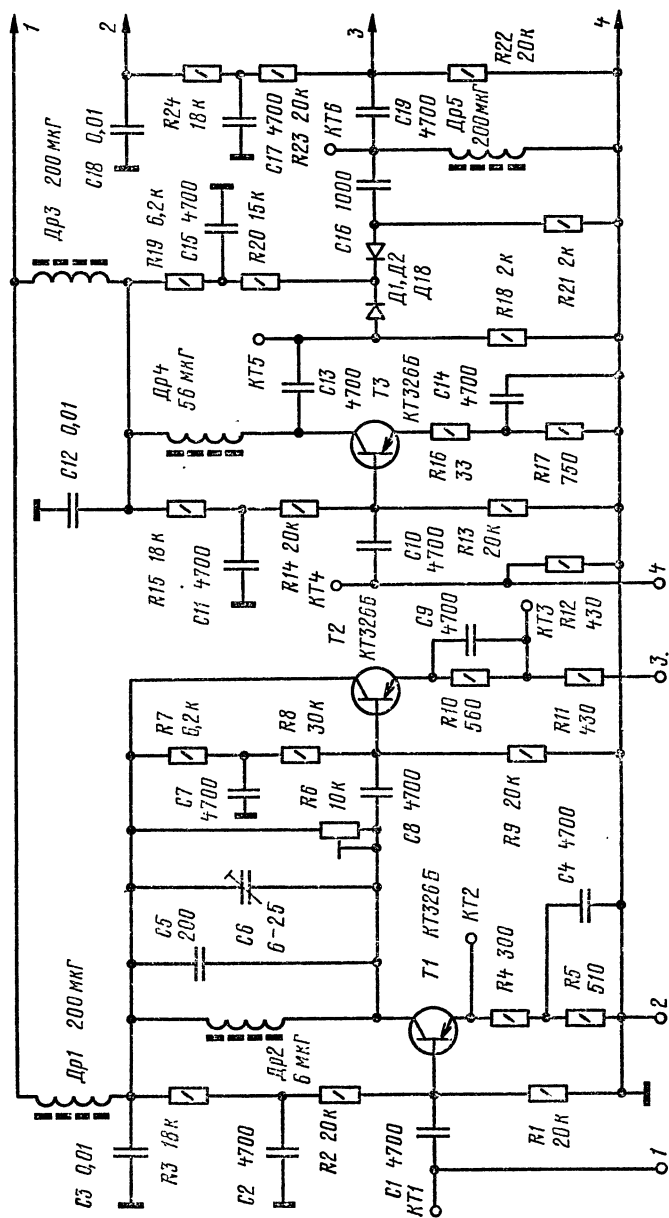 1
2
3
4
Др1 200 мкГ
Др3 200 мкГ
C3 0,01
R3 18к
C2 4700
R2 20к
C1 4700
КТ1
R1
20к
1
Др2
6 мкГ
Т1 КТ326Б
КТ2
R4 300
R5
510
2
C4 4700
C5
200
C6
6-25
R6
10к
C8 4700
R7
6,2к
C7
4700
R8
30к
R9 20к
Т2
КТ326Б
R10
560
C9
4700
КТ3
R11
430
R12
430
3.
4
C12 0,01
R15 18к
C11 4700
R14
20к
КТ4
C10
4700
R13
20к
Др4
56 мкГ
C13
4700
Т3
КТ326Б
R16
33
C14
4700
R17
750
КТ5
R18 2к
Д1,Д2
Д18
R19 6,2к
C15 4700
R20 15к
C16 1000
R21 2к
C18 0,01
R24
18к
C17 4700
R23 20к
КТ6
C19
4700
Др5
200мкГ
R22
20к